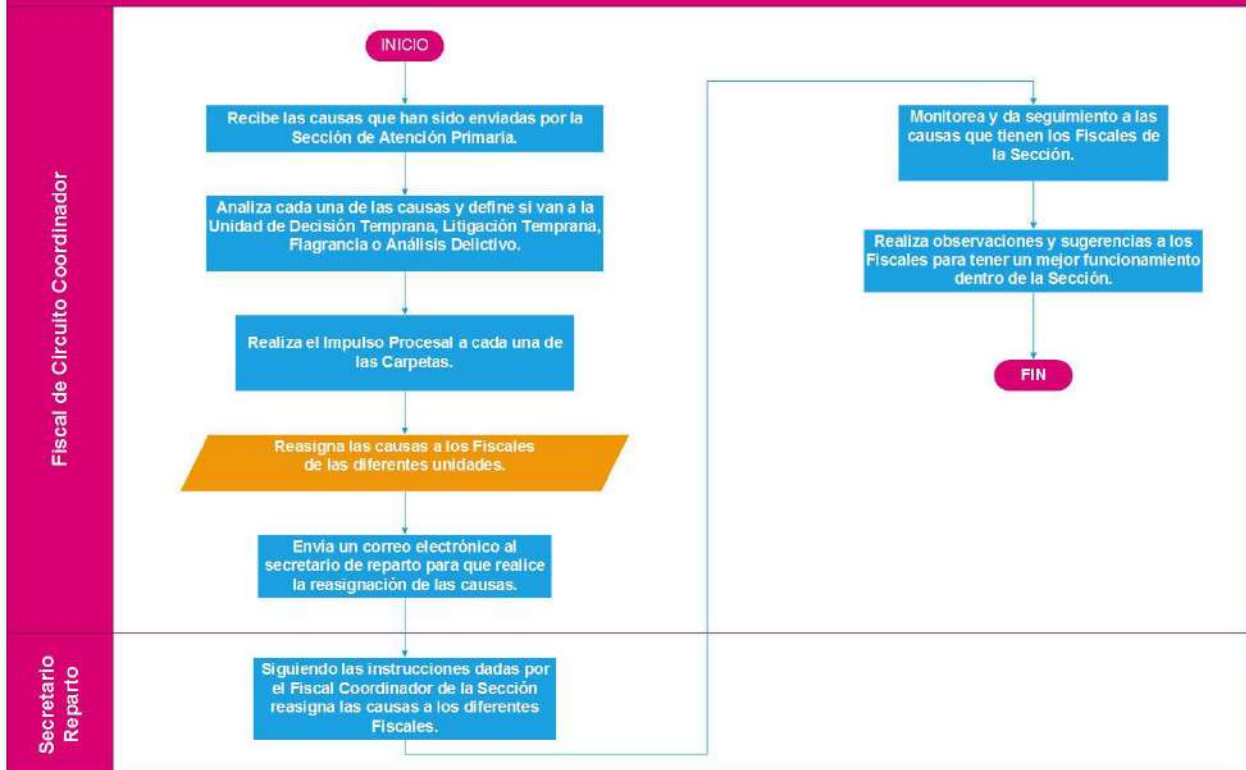 Fiscal de Circuito Coordinador
INICIO
Recibe las causas que han sido enviadas por la
Sección de Atención Primaria.
Analiza cada una de las causas y define si van a la
Unidad de Decisión Temprana, Litigación Temprana,
Flagrancia o Análisis Delictivo.
Realiza el Impulso Procesal a cada una de
las Carpetas.
Reasigna las causas a los Fiscales
de las diferentes unidades.
Envía un correo electrónico al
secretario de reparto para que realice
la reasignación de las causas.
Secretario
Reparto
Siguiendo las instrucciones dadas por
el Fiscal Coordinador de la Sección
reasigna las causas a los diferentes
Fiscales.
Monitorea y da seguimiento a las
causas que tienen los Fiscales de
la Sección.
Realiza observaciones y sugerencias a los
Fiscales para tener un mejor funcionamiento
dentro de la Sección.
FIN